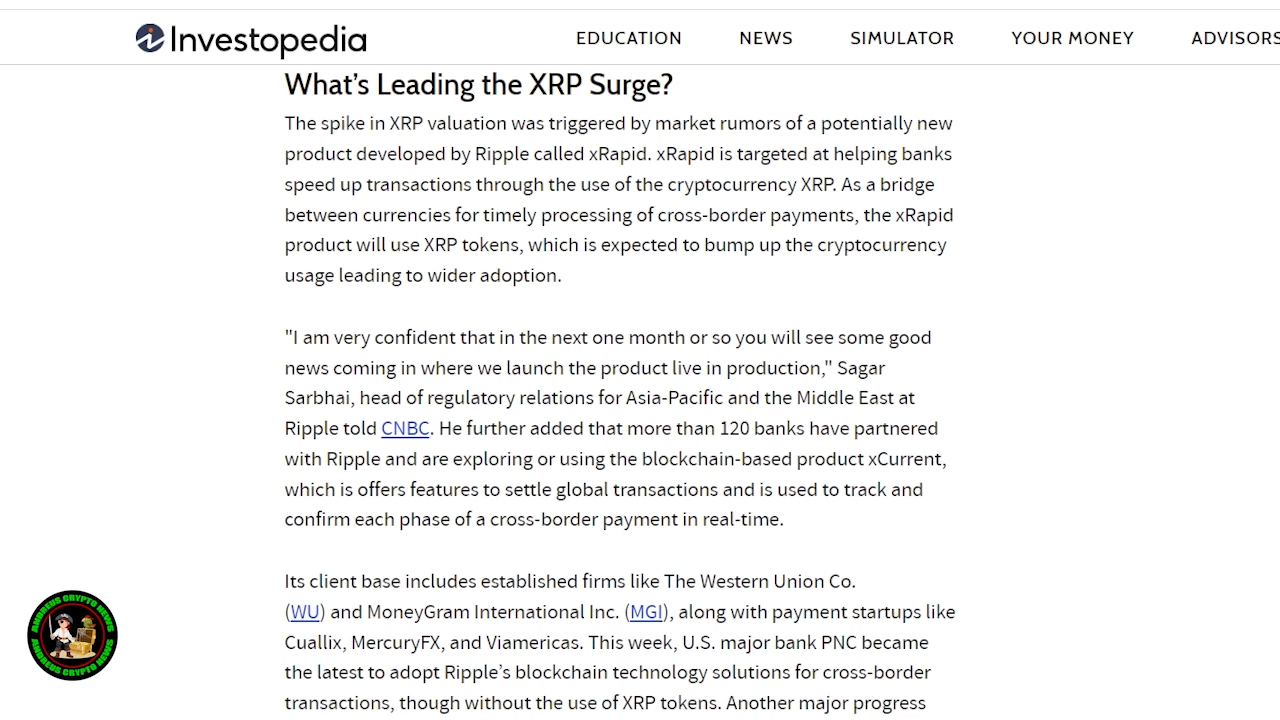 Investopedia
EDUCATION NEWS SIMULATOR YOUR MONEY ADVISORS
What's Leading the XRP Surge?
The spike in XRP valuation was triggered by market rumors of a potentially new
product developed by Ripple called xRapid. xRapid is targeted at helping banks
speed up transactions through the use of the cryptocurrency XRP. As a bridge
between currencies for timely processing of cross-border payments, the xRapid
product will use XRP tokens, which is expected to bump up the cryptocurrency
usage leading to wider adoption.
"I am very confident that in the next one month or so you will see some good
news coming in where we launch the product live in production," Sagar
Sarbhai, head of regulatory relations for Asia-Pacific and the Middle East at
Ripple told CNBC. He further added that more than 120 banks have partnered
with Ripple and are exploring or using the blockchain-based product xCurrent,
which is offers features to settle global transactions and is used to track and
confirm each phase of a cross-border payment in real-time.
Its client base includes established firms like The Western Union Co.
(WU) and MoneyGram International Inc. (MGI), along with payment startups like
Cuallix, MercuryFX, and Viamericas. This week, U.S. major bank PNC became
the latest to adopt Ripple's blockchain technology solutions for cross-border
transactions, though without the use of XRP tokens. Another major progress
ANDREUS CRYPTO NEWS
ANDREUS CRYPTO NEWS